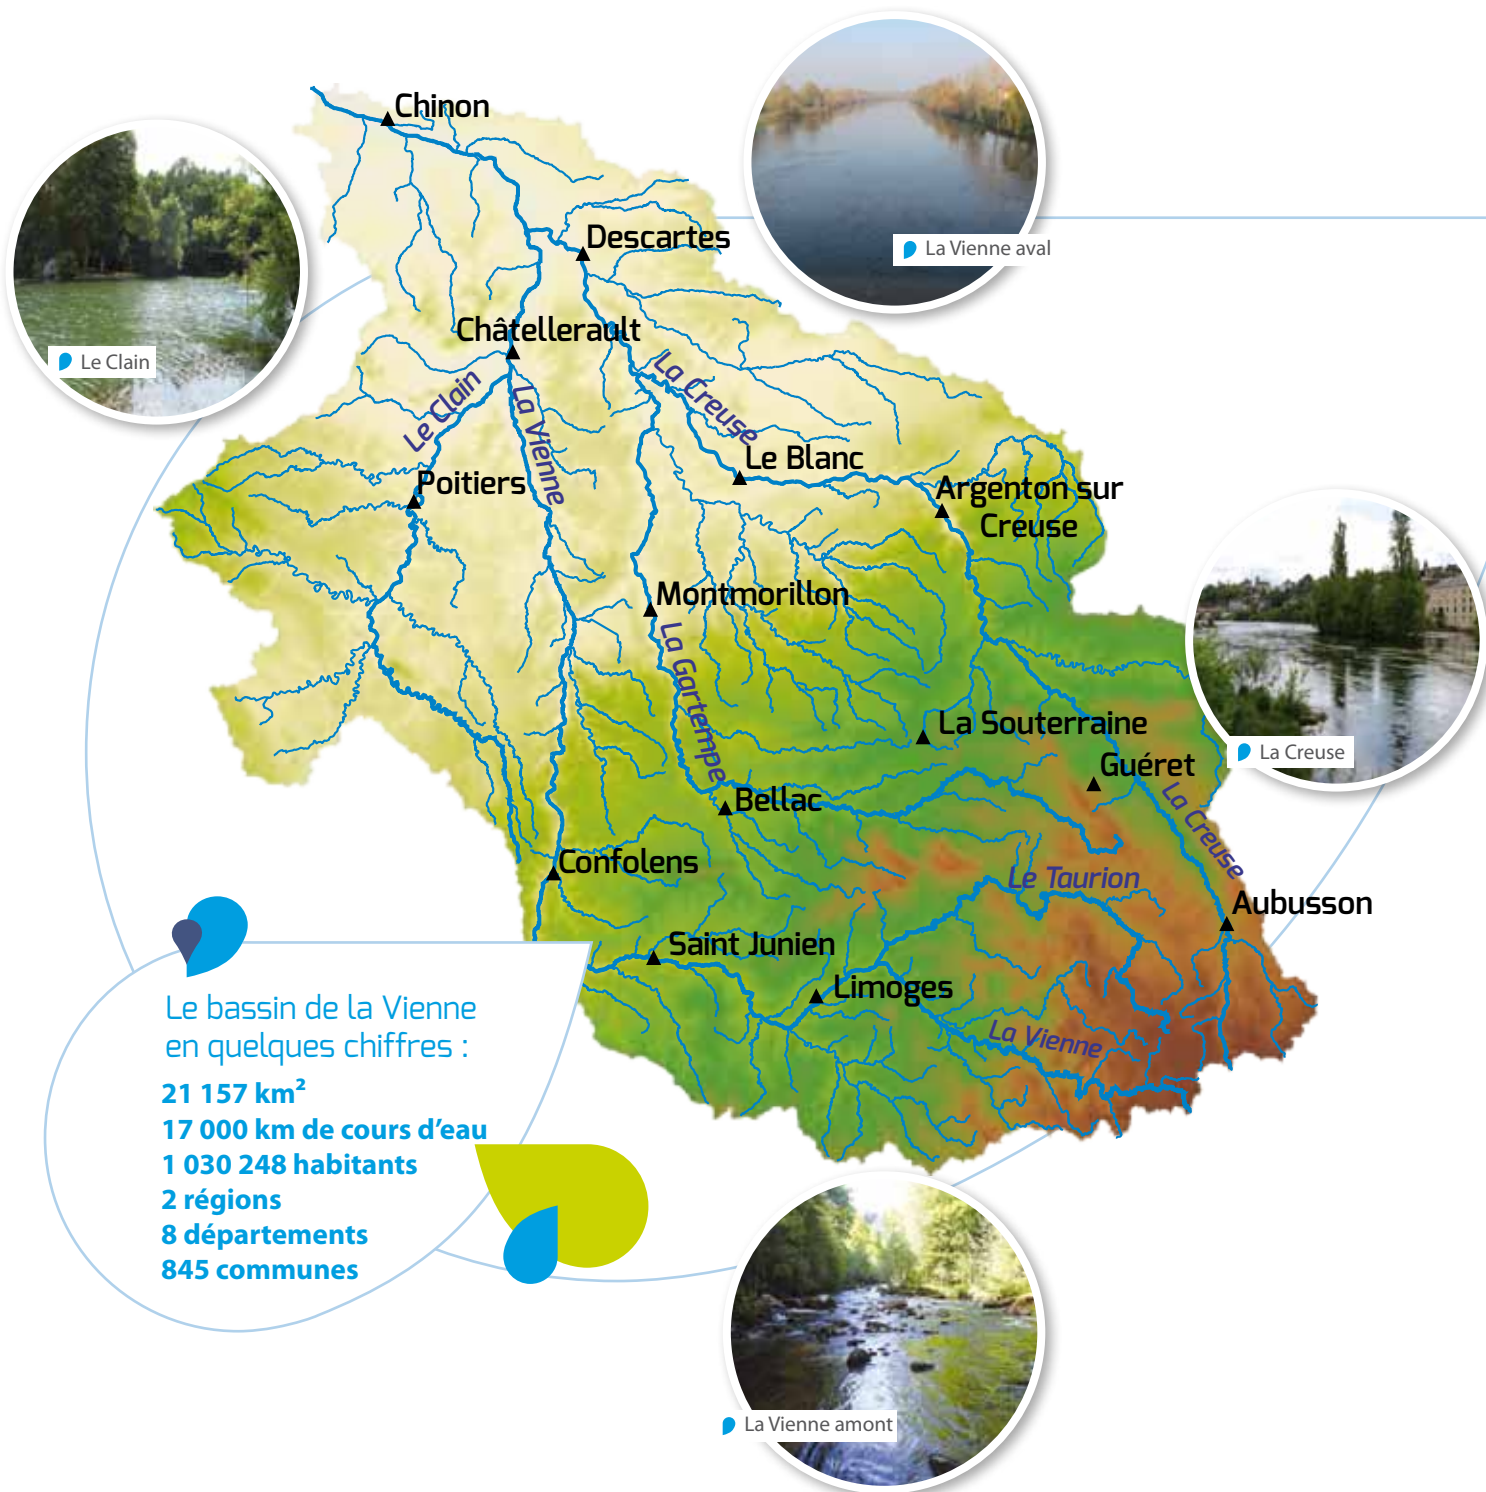 Chinon
La Vienne aval
Descartes
Le Clain
Châtellerault
La Creuse
Le Clain
La Vienne
Le Blanc
Poitiers
Argenton sur
Creuse
Montmorillon
La Gartempe
La Souterraine
La Creuse
Guéret
La Creuse
Bellac
Confolens
Le Taurion
Aubusson
Saint Junien
Limoges
La Vienne
Le bassin de la Vienne
en quelques chiffres :
21 157 km²
17 000 km de cours d'eau
1 030 248 habitants
2 régions
8 départements
845 communes
La Vienne amont